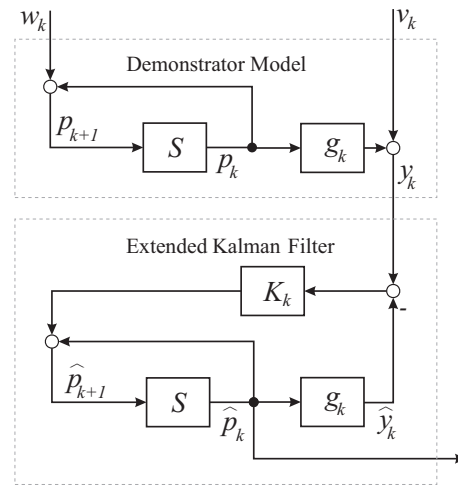 w_k
v_k
Demonstrator Model
p_{k+1}
S
p_k
g_k
y_k
Extended Kalman Filter
K_k
-
\hat{p}_{k+1}
S
\hat{p}_k
g_k
\hat{y}_k